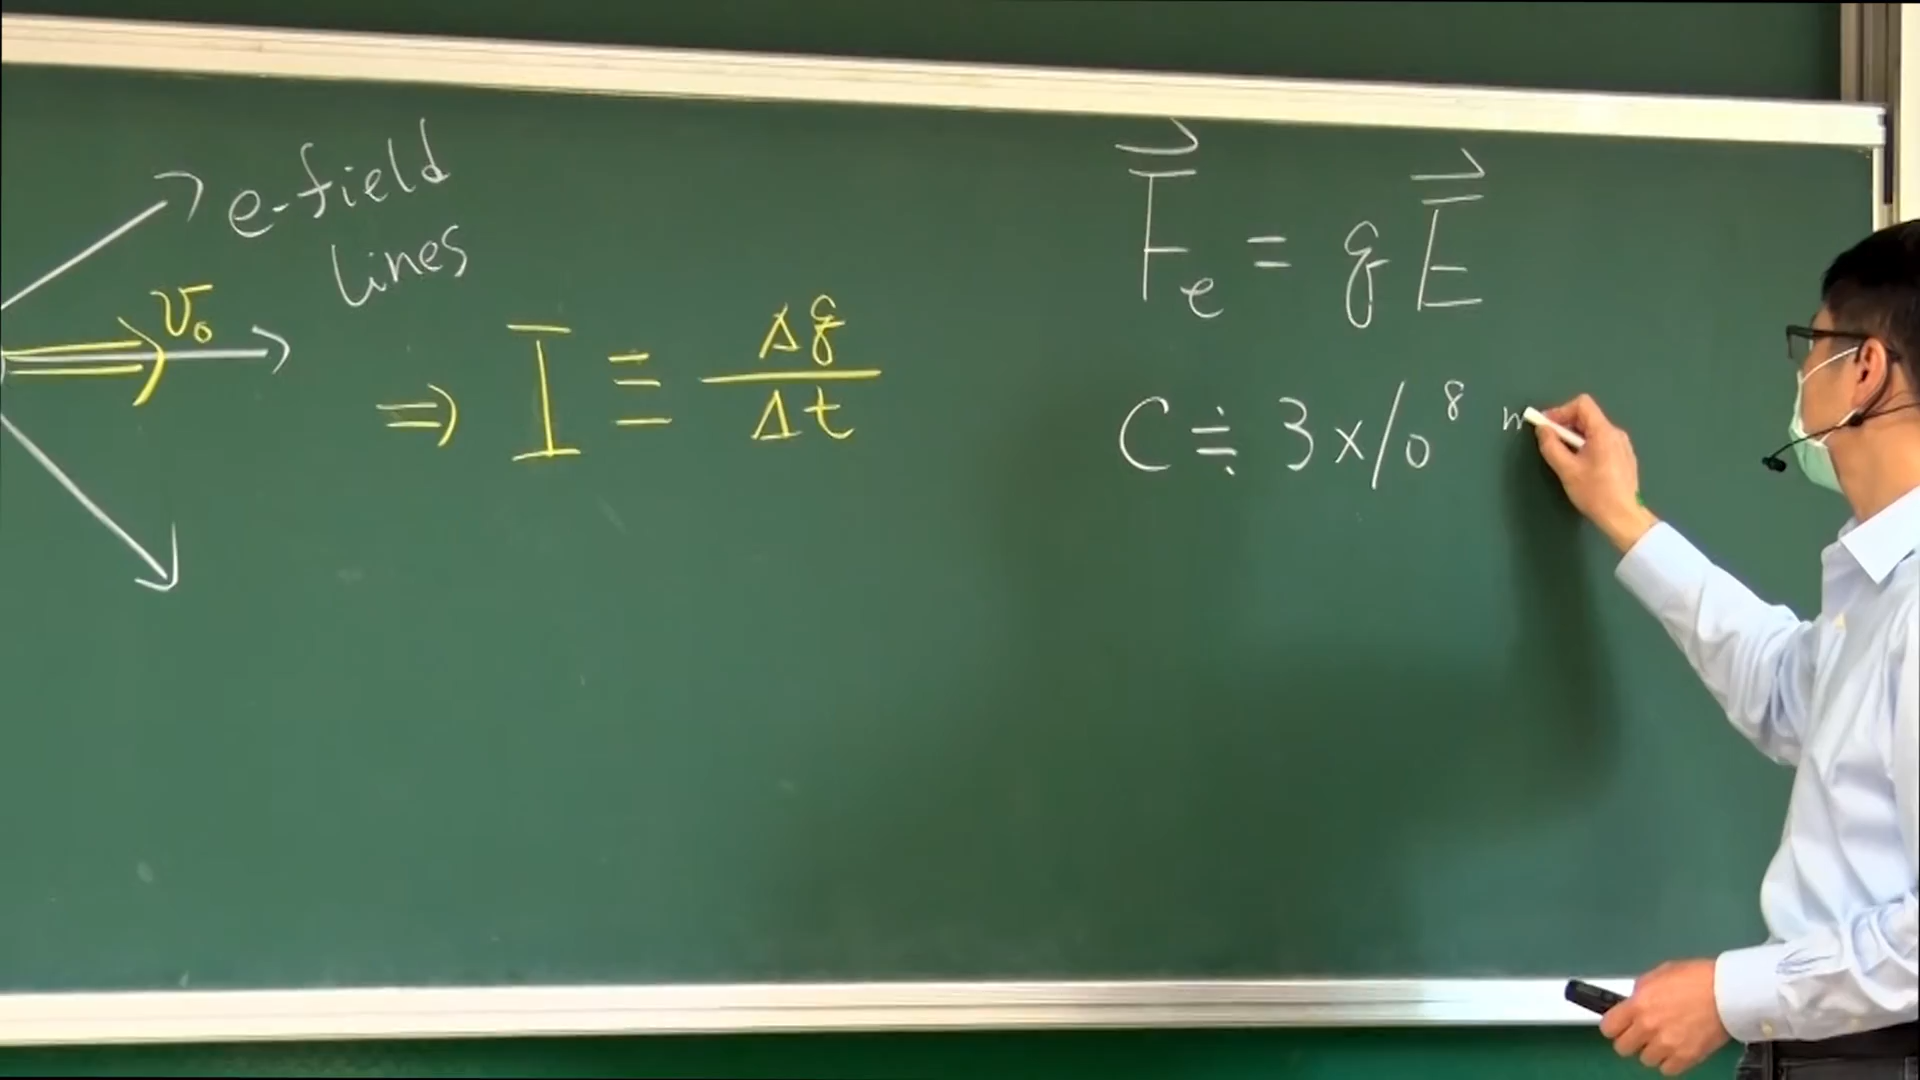 e-field
lines
v₀
⇒ I ≡ Δq/Δt
F⃗e = qE⃗
C ≒ 3×10⁸ m